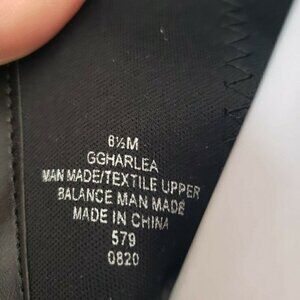 6½M
GGHARLEA
MAN MADE/TEXTILE UPPER
BALANCE MAN MADE
MADE IN CHINA
579
0820